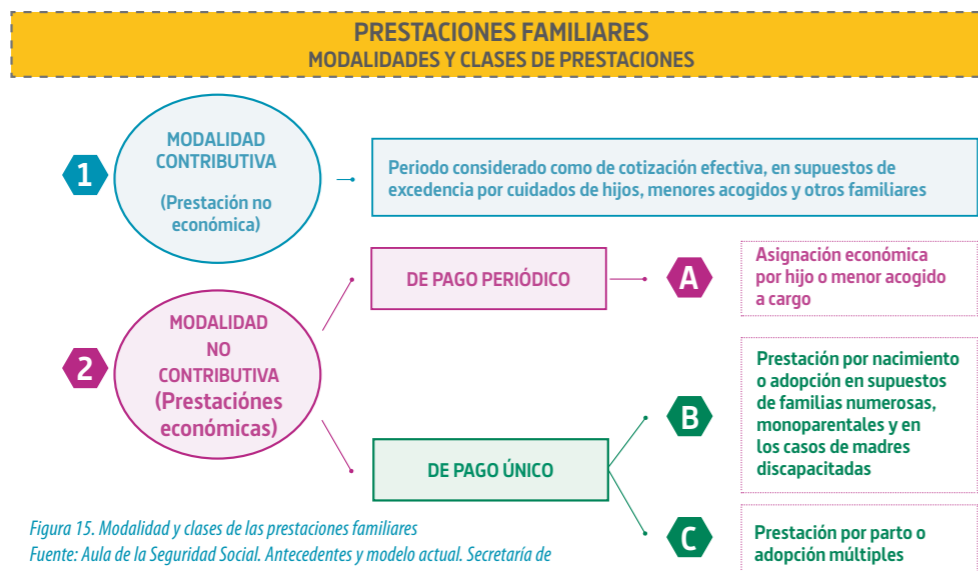 PRESTACIONES FAMILIARES
MODALIDADES Y CLASES DE PRESTACIONES
1
MODALIDAD
CONTRIBUTIVA
(Prestación no
económica)
Periodo considerado como de cotización efectiva, en supuestos de
excedencia por cuidados de hijos, menores acogidos y otros familiares
2
MODALIDAD
NO
CONTRIBUTIVA
(Prestaciónes
económicas)
DE PAGO PERIÓDICO
A
Asignación económica
por hijo o menor acogido
a cargo
DE PAGO ÚNICO
B
Prestación por nacimiento
o adopción en supuestos
de familias numerosas,
monoparentales y en
los casos de madres
discapacitadas
C
Prestación por parto o
adopción múltiples
Figura 15. Modalidad y clases de las prestaciones familiares
Fuente: Aula de la Seguridad Social. Antecedentes y modelo actual. Secretaría de